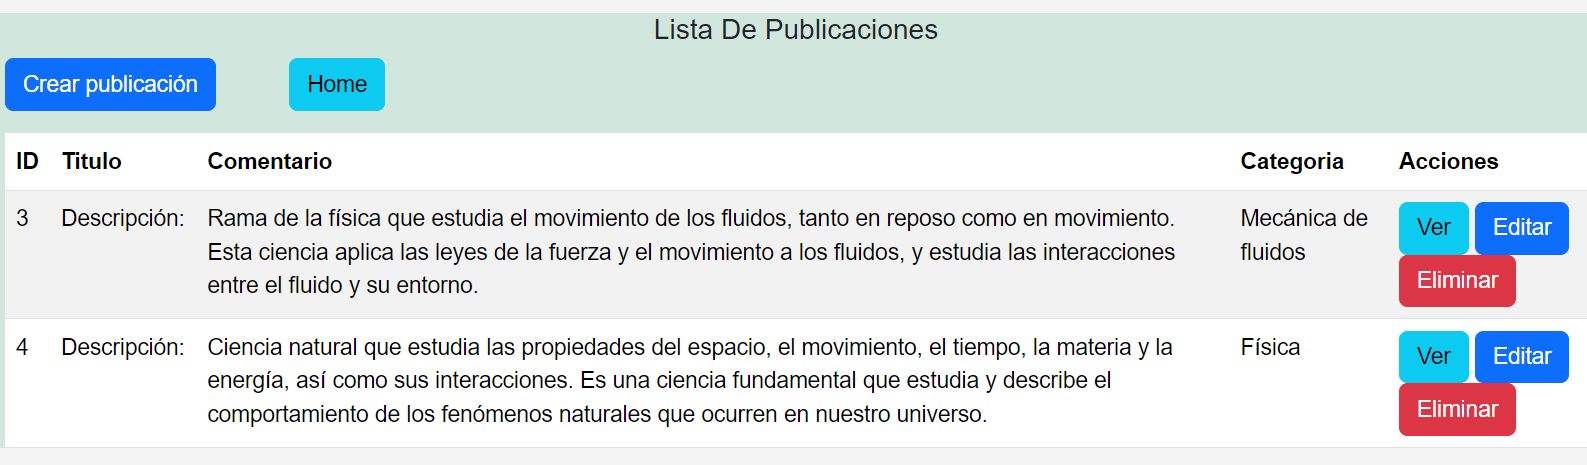 Lista De Publicaciones
Crear publicación Home
ID Titulo Comentario Categoria Acciones
3 Descripción: Rama de la física que estudia el movimiento de los fluidos, tanto en reposo como en movimiento.
Esta ciencia aplica las leyes de la fuerza y el movimiento a los fluidos, y estudia las interacciones
entre el fluido y su entorno.
Mecánica de
fluidos
Ver Editar
Eliminar
4 Descripción: Ciencia natural que estudia las propiedades del espacio, el movimiento, el tiempo, la materia y la
energía, así como sus interacciones. Es una ciencia fundamental que estudia y describe el
comportamiento de los fenómenos naturales que ocurren en nuestro universo.
Física
Ver Editar
Eliminar